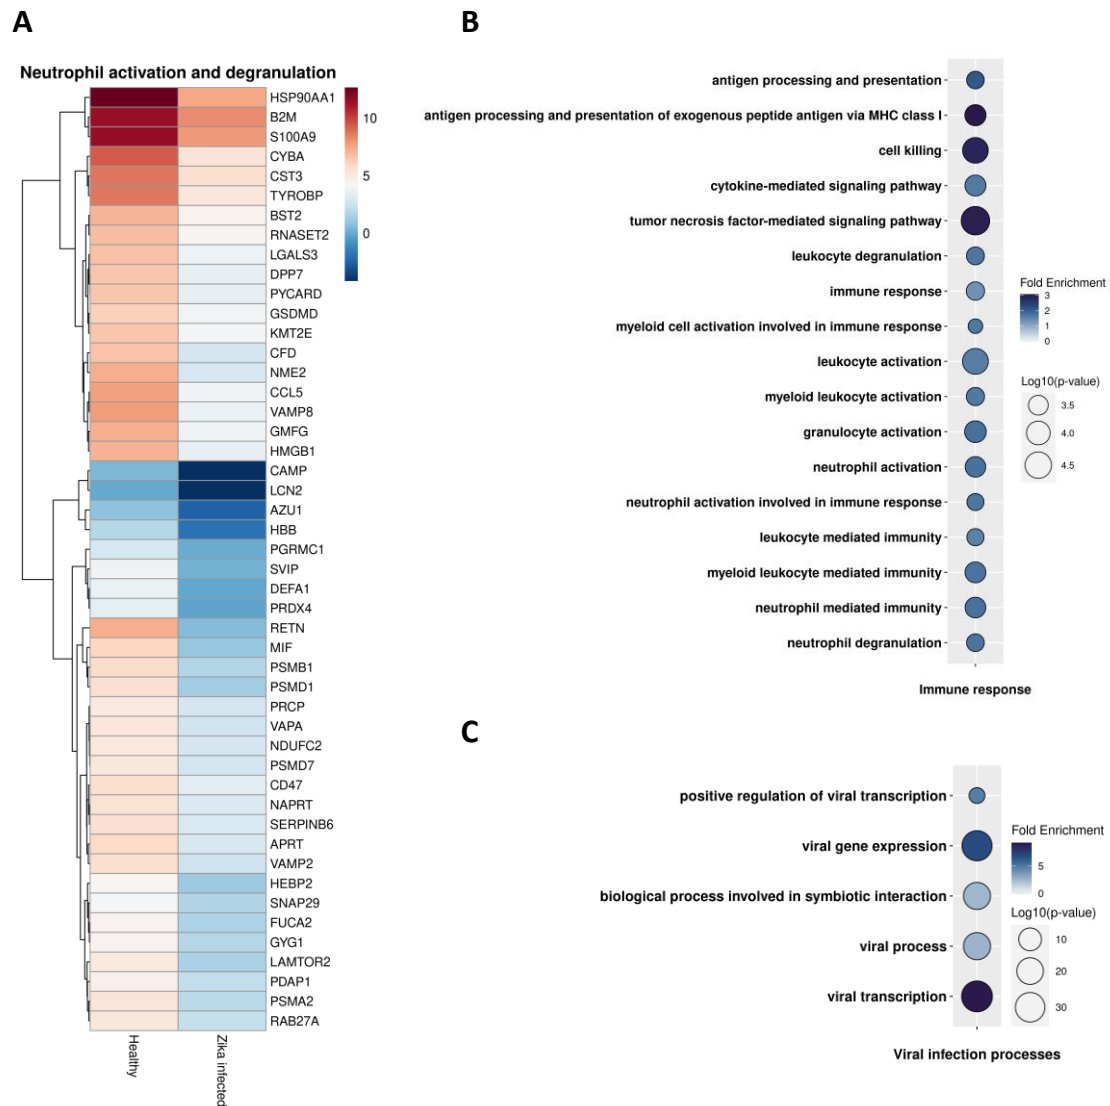 A
Neutrophil activation and degranulation
10
5
0
HSP90AA1
B2M
S100A9
CYBA
CST3
TYROBP
BST2
RNASET2
LGALS3
DPP7
PYCARD
GSDMD
KMT2E
CFD
NME2
CCL5
VAMP8
GMFG
HMGB1
CAMP
LCN2
AZU1
HBB
PGRMC1
SVIP
DEFA1
PRDX4
RETN
MIF
PSMB1
PSMD1
PRCP
VAPA
NDUFC2
PSMD7
CD47
NAPRT
SERPINB6
APRT
VAMP2
HEBP2
SNAP29
FUCA2
GYG1
LAMTOR2
PDAP1
PSMA2
RAB27A
Healthy
Zika infected
B
antigen processing and presentation
antigen processing and presentation of exogenous peptide antigen via MHC class I
cell killing
cytokine-mediated signaling pathway
tumor necrosis factor-mediated signaling pathway
leukocyte degranulation
immune response
myeloid cell activation involved in immune response
leukocyte activation
myeloid leukocyte activation
granulocyte activation
neutrophil activation
neutrophil activation involved in immune response
leukocyte mediated immunity
myeloid leukocyte mediated immunity
neutrophil mediated immunity
neutrophil degranulation
Immune response
Fold Enrichment
3
2
1
0
Log10(p-value)
3.5
4.0
4.5
C
positive regulation of viral transcription
viral gene expression
biological process involved in symbiotic interaction
viral process
viral transcription
Viral infection processes
Fold Enrichment
5
0
Log10(p-value)
10
20
30